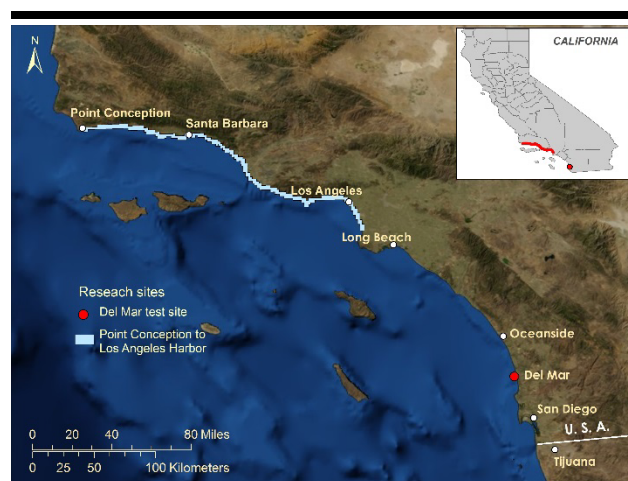 N
CALIFORNIA
Point Conception
Santa Barbara
Los Angeles
Long Beach
Reseach sites
Del Mar test site
Point Conception to
Los Angeles Harbor
Oceanside
Del Mar
San Diego
U. S. A.
Tijuana
0 20 40 80 Miles
0 25 50 100 Kilometers